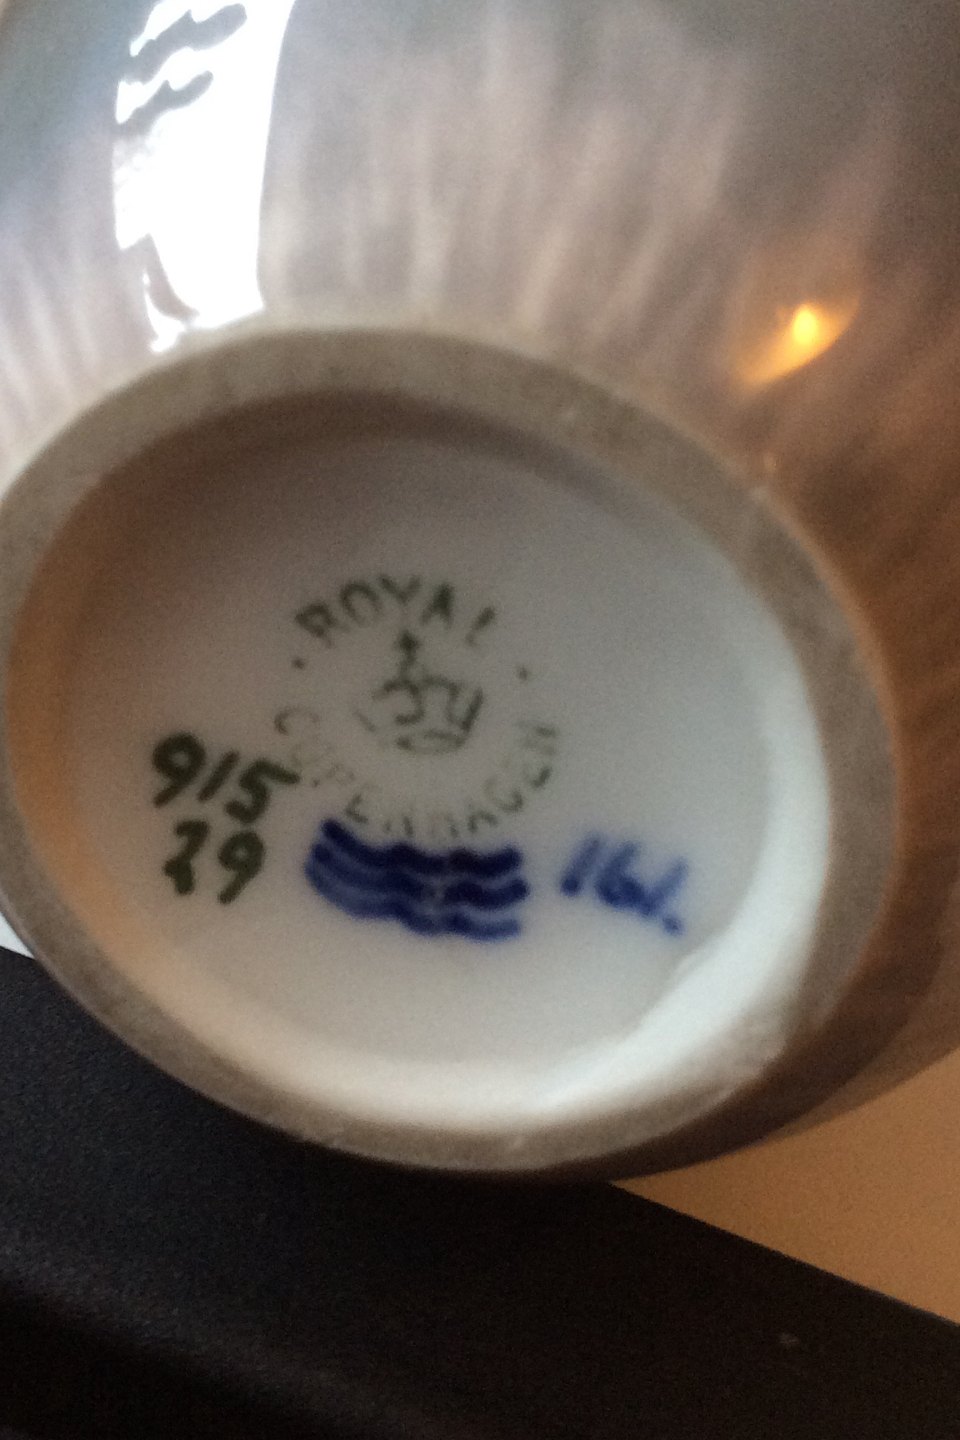 ROYAL
COPENHAGEN
915
29
161.